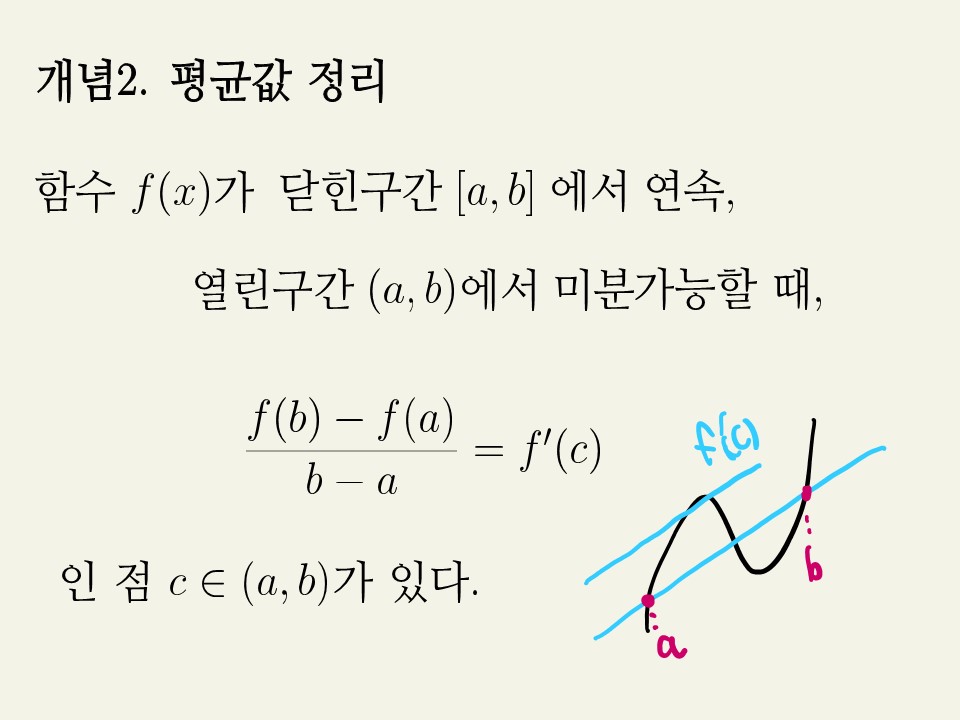 개념2. 평균값 정리
함수 f(x)가 닫힌구간 [a, b] 에서 연속,
열린구간 (a, b)에서 미분가능할 때,
\frac{f(b) - f(a)}{b - a} = f′(c)
인 점 c ∈ (a, b)가 있다.
f'(c)
b
a